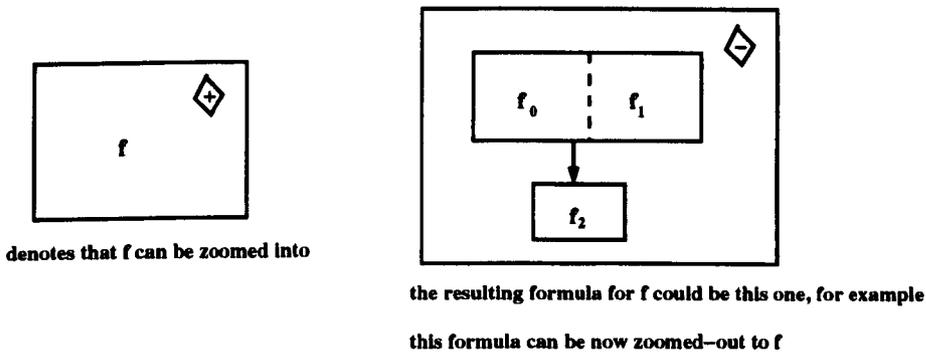 +
f
denotes that f can be zoomed into
−
f0 f1
f2
the resulting formula for f could be this one, for example
this formula can be now zoomed−out to f